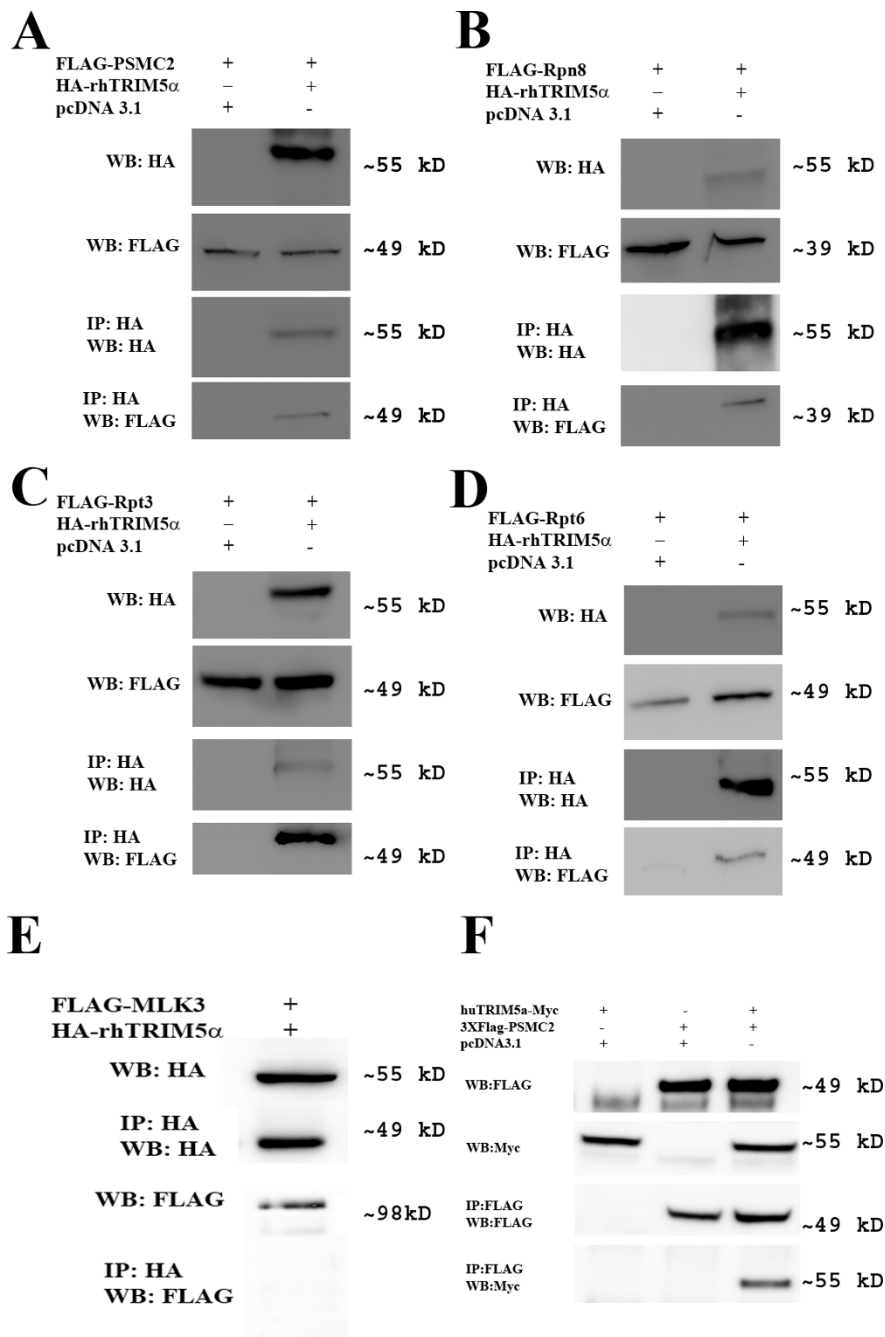 A
FLAG-PSMC2 + +
HA-rhTRIM5α – +
pcDNA 3.1 + -
WB: HA ~55 kD
WB: FLAG ~49 kD
IP: HA
WB: HA ~55 kD
IP: HA
WB: FLAG ~49 kD
B
FLAG-Rpn8 + +
HA-rhTRIM5α – +
pcDNA 3.1 + -
WB: HA ~55 kD
WB: FLAG ~39 kD
IP: HA
WB: HA ~55 kD
IP: HA
WB: FLAG ~39 kD
C
FLAG-Rpt3 + +
HA-rhTRIM5α – +
pcDNA 3.1 + -
WB: HA ~55 kD
WB: FLAG ~49 kD
IP: HA
WB: HA ~55 kD
IP: HA
WB: FLAG ~49 kD
D
FLAG-Rpt6 + +
HA-rhTRIM5α – +
pcDNA 3.1 + -
WB: HA ~55 kD
WB: FLAG ~49 kD
IP: HA
WB: HA ~55 kD
IP: HA
WB: FLAG ~49 kD
E
FLAG-MLK3 +
HA-rhTRIM5α +
WB: HA ~55 kD
IP: HA
WB: HA ~49 kD
WB: FLAG ~98kD
IP: HA
WB: FLAG
F
huTRIM5a-Myc + - +
3XFlag-PSMC2 - + +
pcDNA3.1 + + -
WB:FLAG ~49 kD
WB:Myc ~55 kD
IP:FLAG
WB:FLAG ~49 kD
IP:FLAG
WB:Myc ~55 kD